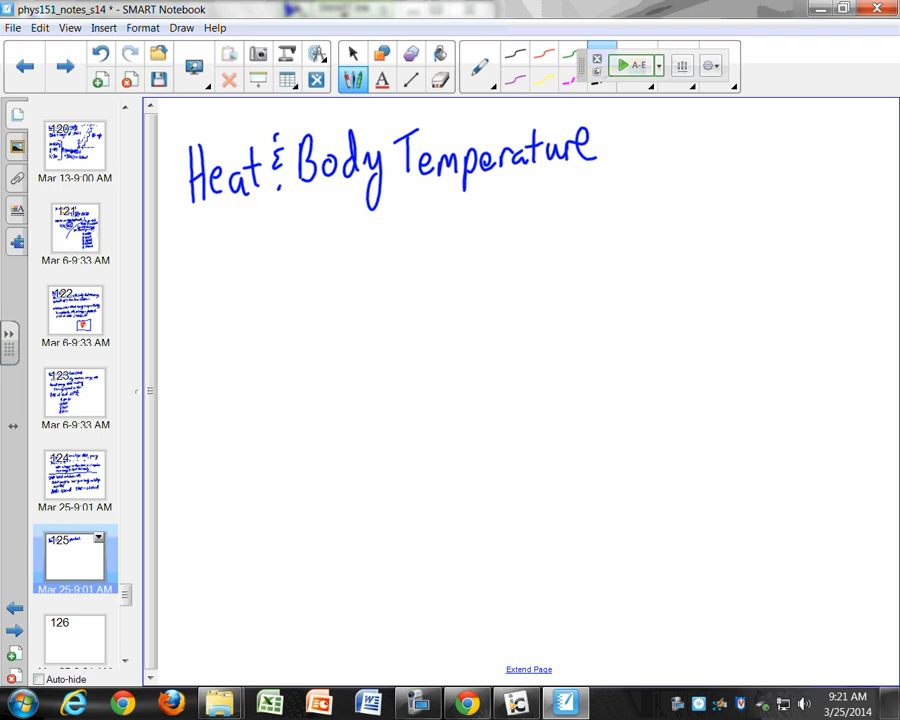 phys151_notes_s14 * - SMART Notebook
File Edit View Insert Format Draw Help
A-E
Heat & Body Temperature
120
Mar 13-9:00 AM
121
Mar 6-9:33 AM
122
Mar 6-9:33 AM
123
Mar 6-9:33 AM
124
Mar 25-9:01 AM
125
Mar 25-9:01 AM
126
Extend Page
Auto-hide
9:21 AM
3/25/2014